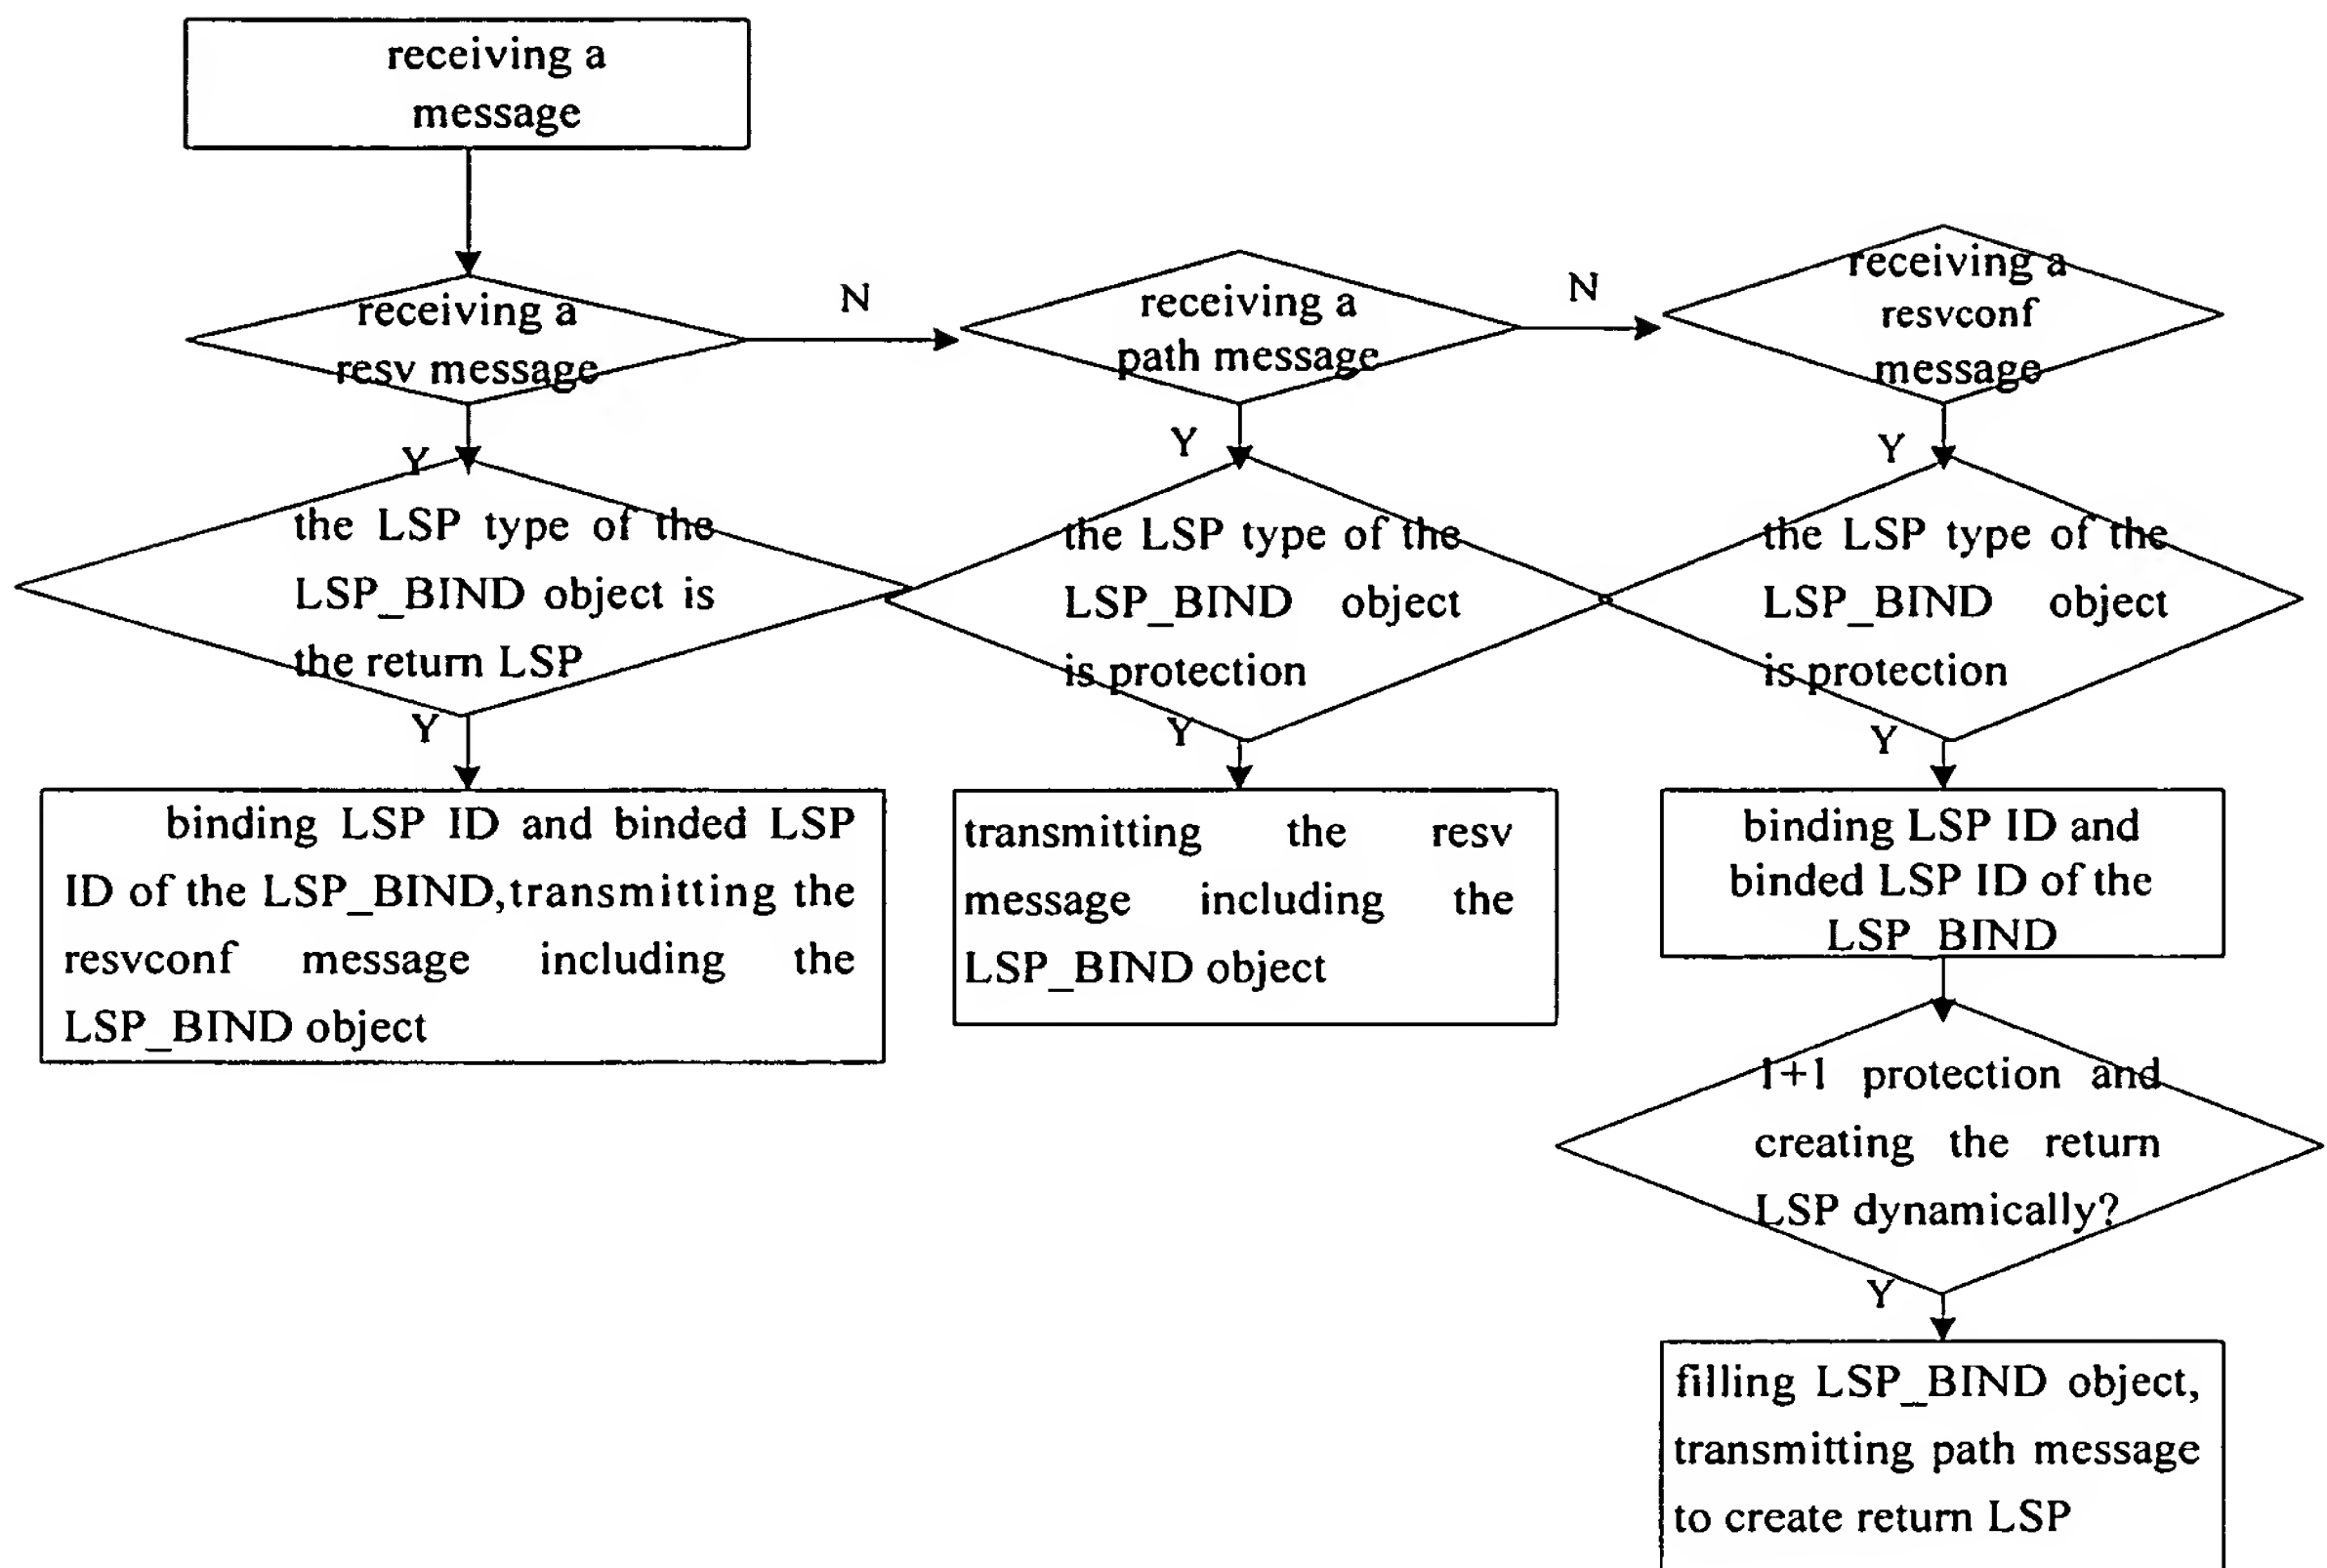 receiving a
message
receiving a
resv message
N
receiving a
path message
N
receiving a
resvconf
message
Y
Y
Y
the LSP type of the
LSP_BIND object is
the return LSP
the LSP type of the
LSP_BIND object
is protection
the LSP type of the
LSP_BIND object
is protection
Y
Y
Y
binding LSP ID and binded LSP
ID of the LSP_BIND,transmitting the
resvconf message including the
LSP_BIND object
transmitting the resv
message including the
LSP_BIND object
binding LSP ID and
binded LSP ID of the
LSP_BIND
1+1 protection and
creating the return
LSP dynamically?
Y
filling LSP_BIND object,
transmitting path message
to create return LSP